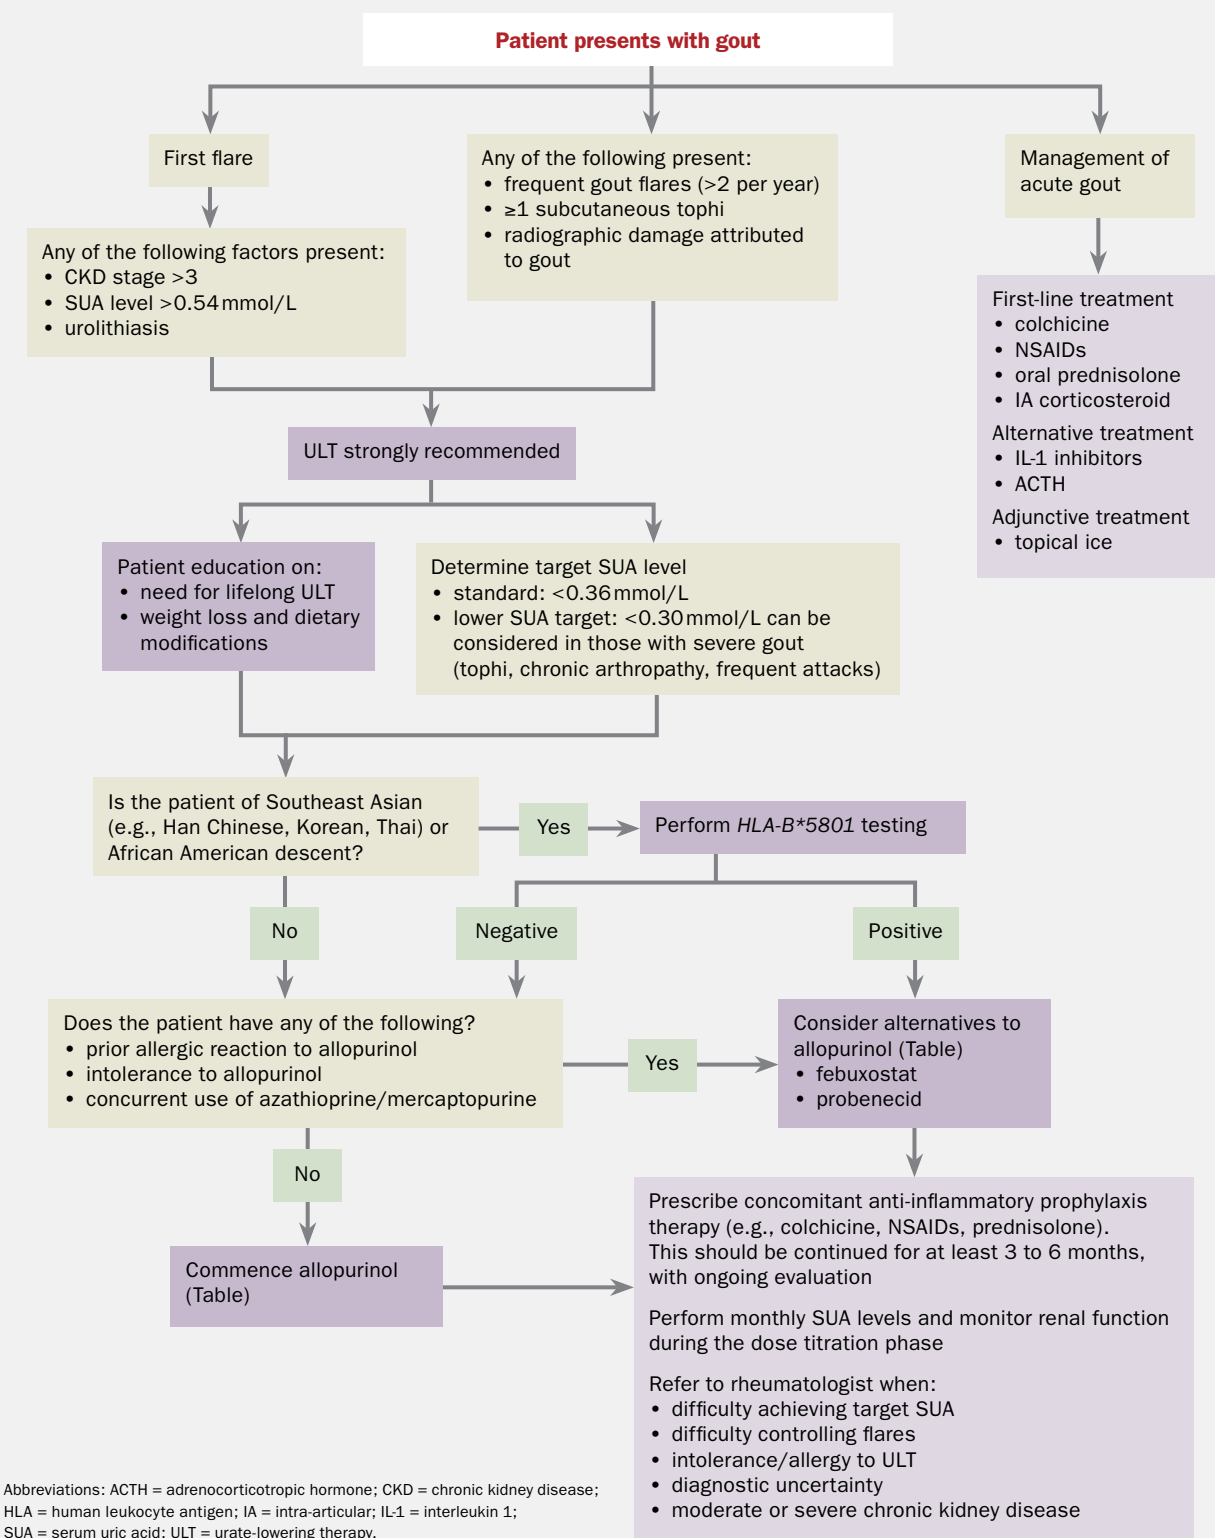 Patient presents with gout
First flare
Any of the following factors present:
• CKD stage >3
• SUA level >0.54 mmol/L
• urolithiasis
Any of the following present:
• frequent gout flares (>2 per year)
• ≥1 subcutaneous tophi
• radiographic damage attributed
to gout
Management of
acute gout
First-line treatment
• colchicine
• NSAIDs
• oral prednisolone
• IA corticosteroid
Alternative treatment
• IL-1 inhibitors
• ACTH
Adjunctive treatment
• topical ice
ULT strongly recommended
Patient education on:
• need for lifelong ULT
• weight loss and dietary
modifications
Determine target SUA level
• standard: <0.36 mmol/L
• lower SUA target: <0.30 mmol/L can be
considered in those with severe gout
(tophi, chronic arthropathy, frequent attacks)
Is the patient of Southeast Asian
(e.g., Han Chinese, Korean, Thai) or
African American descent?
Yes
Perform HLA-B*5801 testing
No
Negative
Positive
Does the patient have any of the following?
• prior allergic reaction to allopurinol
• intolerance to allopurinol
• concurrent use of azathioprine/mercaptopurine
Yes
Consider alternatives to
allopurinol (Table)
• febuxostat
• probenecid
No
Commence allopurinol
(Table)
Prescribe concomitant anti-inflammatory prophylaxis
therapy (e.g., colchicine, NSAIDs, prednisolone).
This should be continued for at least 3 to 6 months,
with ongoing evaluation
Perform monthly SUA levels and monitor renal function
during the dose titration phase
Refer to rheumatologist when:
• difficulty achieving target SUA
• difficulty controlling flares
• intolerance/allergy to ULT
• diagnostic uncertainty
• moderate or severe chronic kidney disease
Abbreviations: ACTH = adrenocorticotropic hormone; CKD = chronic kidney disease;
HLA = human leukocyte antigen; IA = intra-articular; IL-1 = interleukin 1;
SUA = serum uric acid; ULT = urate-lowering therapy.